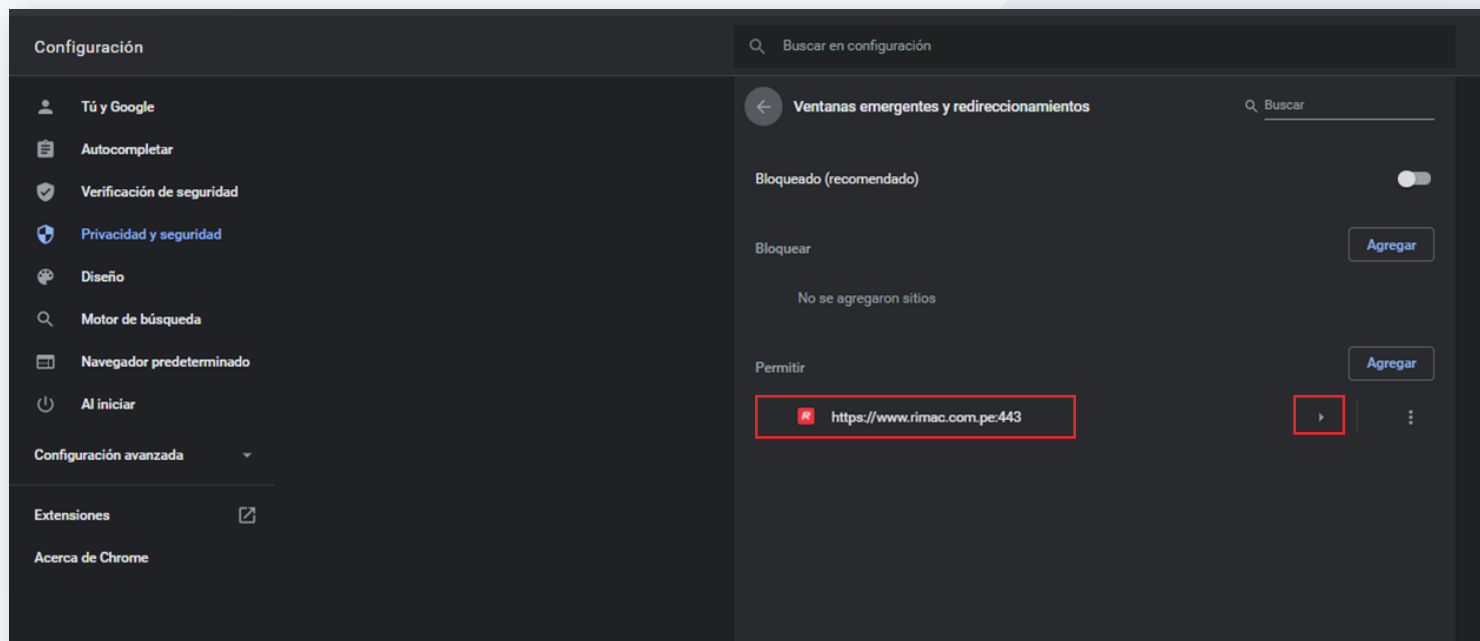 Configuración
Buscar en configuración
Tú y Google
Autocompletar
Verificación de seguridad
Privacidad y seguridad
Diseño
Motor de búsqueda
Navegador predeterminado
Al iniciar
Configuración avanzada
Extensiones
Acerca de Chrome
Ventanas emergentes y redireccionamientos
Buscar
Bloqueado (recomendado)
Bloquear
Agregar
No se agregaron sitios
Permitir
Agregar
R
https://www.rimac.com.pe:443